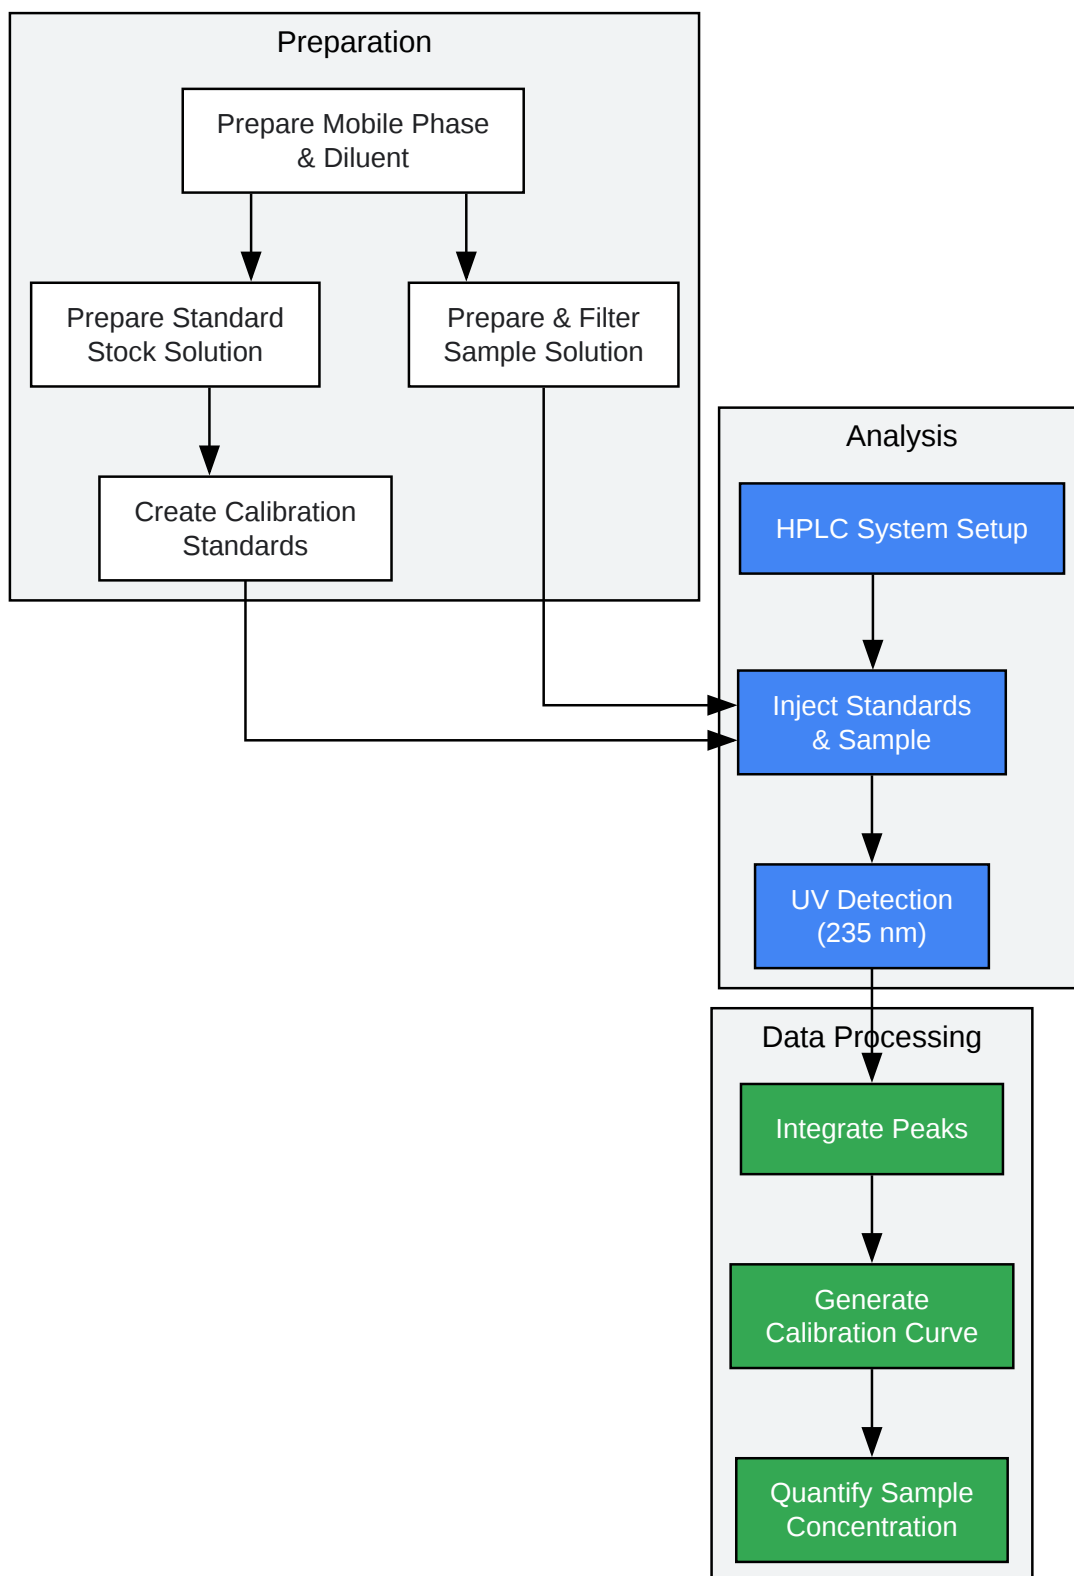 Preparation
Prepare Mobile Phase
& Diluent
Prepare Standard
Stock Solution
Prepare & Filter
Sample Solution
Create Calibration
Standards
Analysis
HPLC System Setup
Inject Standards
& Sample
UV Detection
(235 nm)
Data Processing
Integrate Peaks
Generate
Calibration Curve
Quantify Sample
Concentration